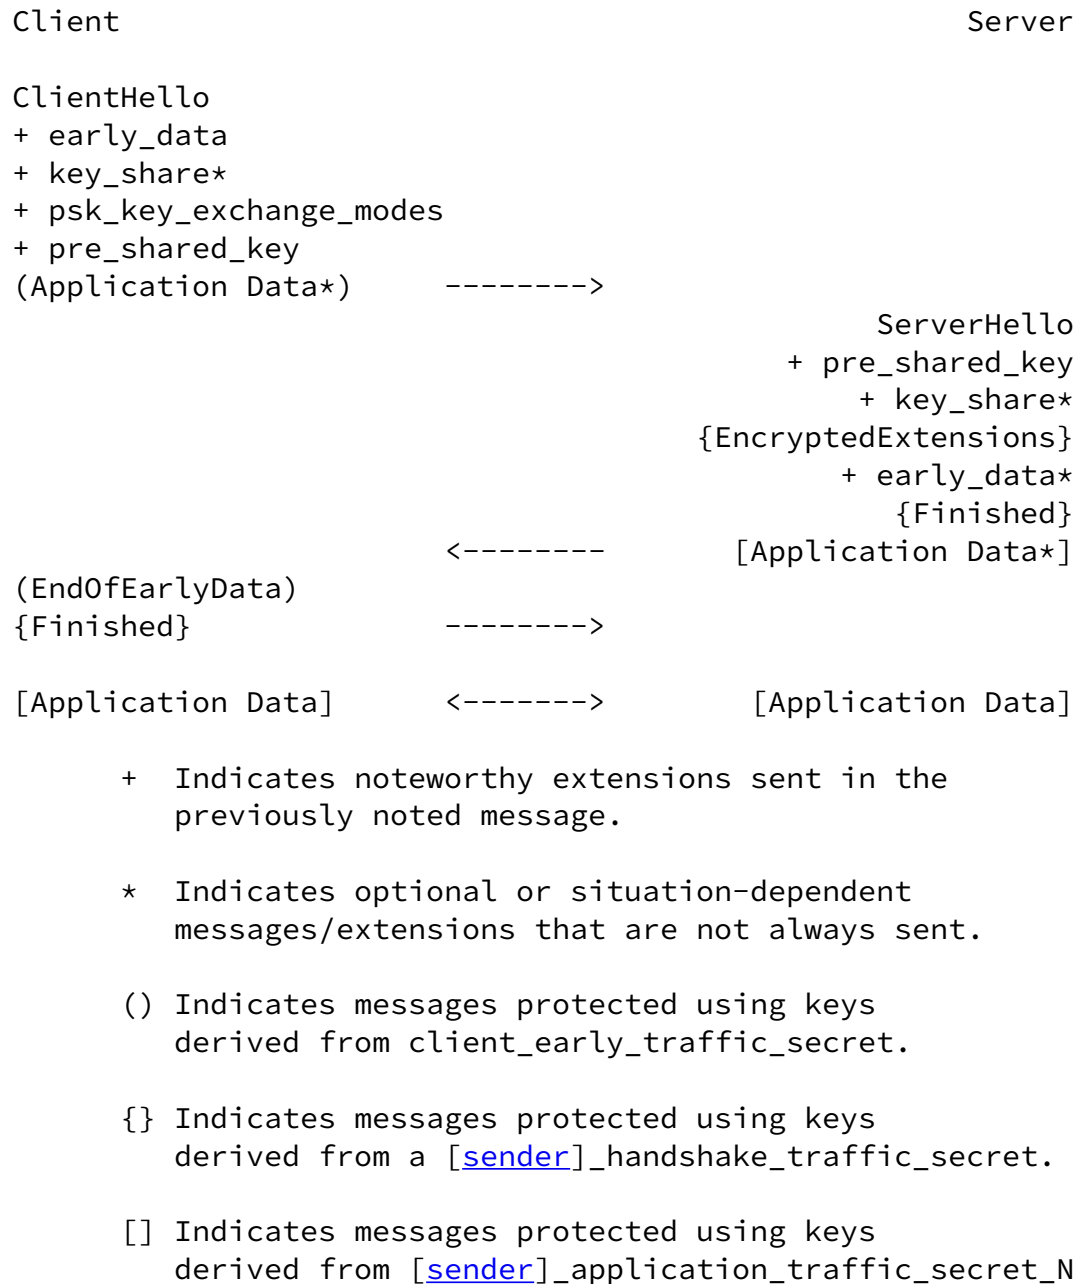 Client                                               Server

ClientHello
+ early_data
+ key_share*
+ psk_key_exchange_modes
+ pre_shared_key
(Application Data*)     -------->
                                                ServerHello
                                           + pre_shared_key
                                               + key_share*
                                      {EncryptedExtensions}
                                              + early_data*
                                                 {Finished}
                        <--------       [Application Data*]
(EndOfEarlyData)
{Finished}              -------->

[Application Data]      <------->        [Application Data]

      +  Indicates noteworthy extensions sent in the
         previously noted message.

      *  Indicates optional or situation-dependent
         messages/extensions that are not always sent.

      () Indicates messages protected using keys
         derived from client_early_traffic_secret.

      {} Indicates messages protected using keys
         derived from a [sender]_handshake_traffic_secret.

      [] Indicates messages protected using keys
         derived from [sender]_application_traffic_secret_N